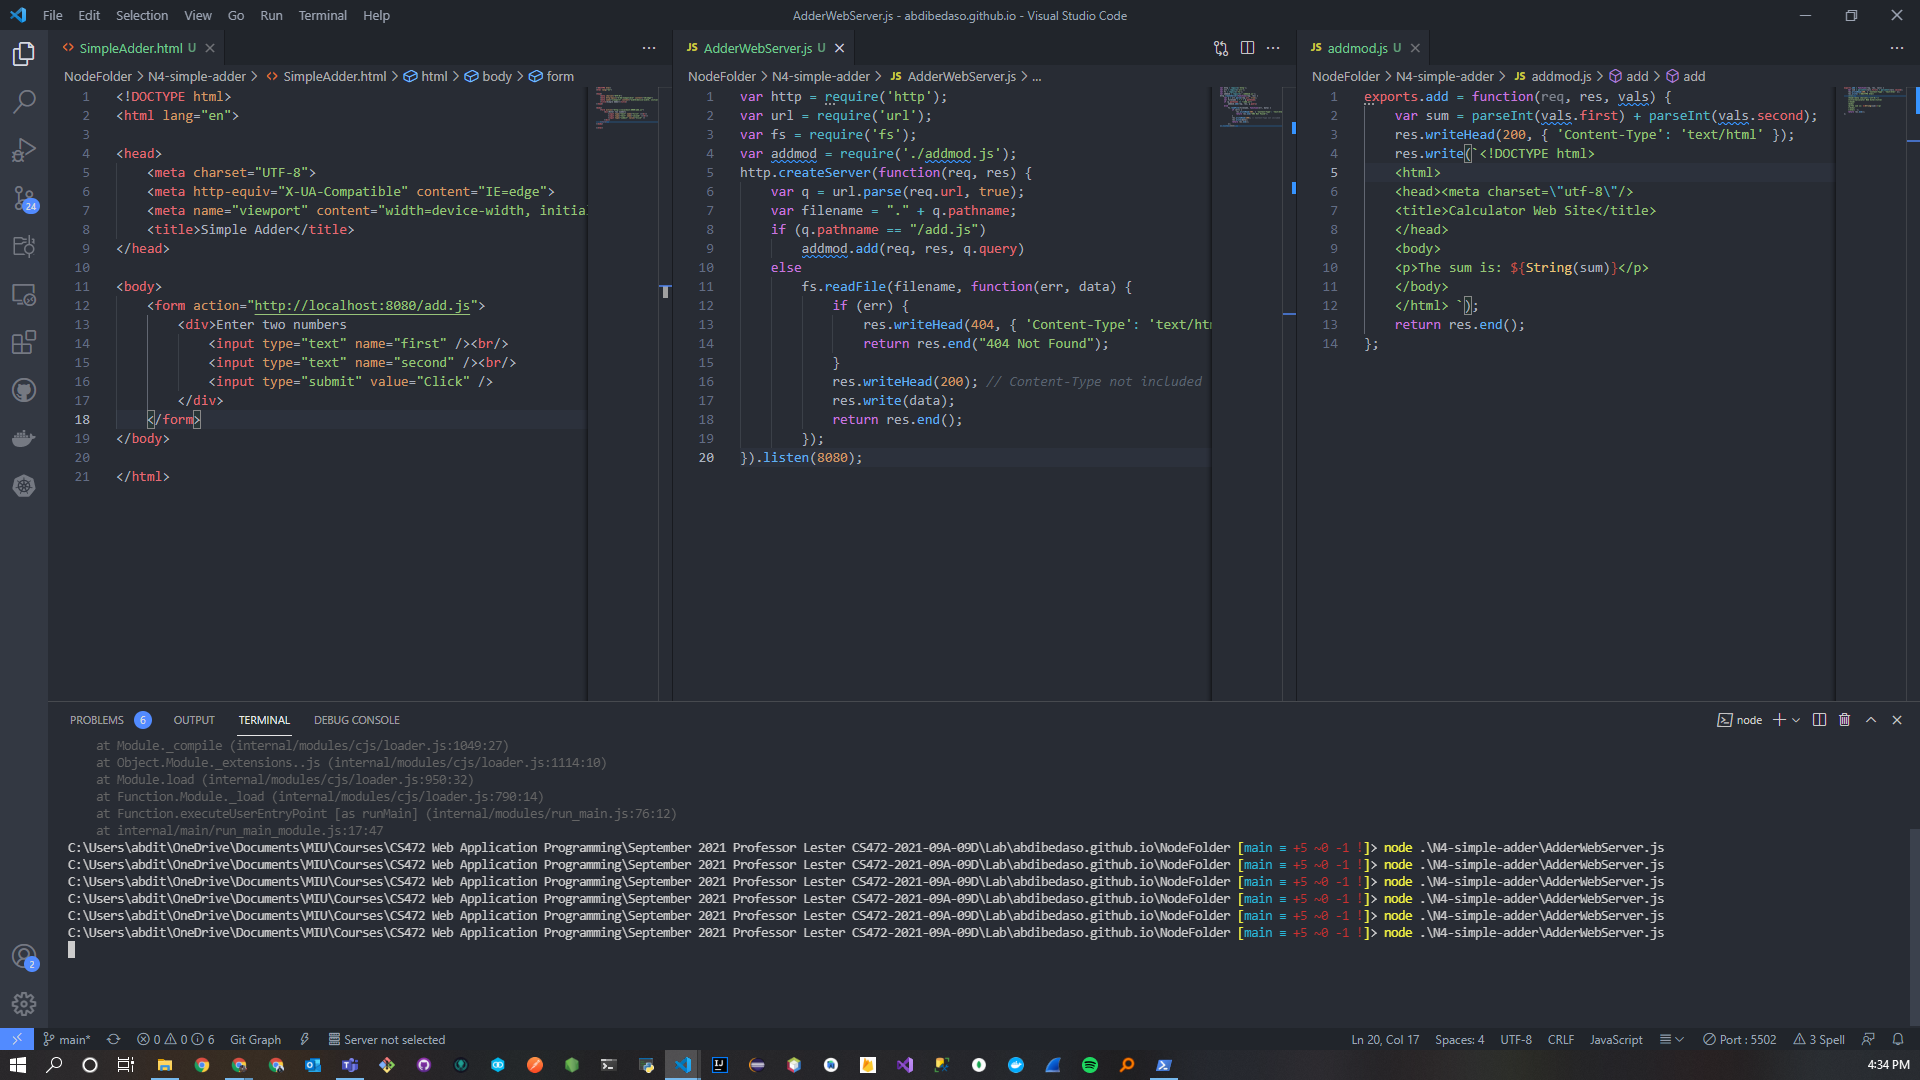 File Edit Selection View Go Run Terminal Help
AdderWebServer.js - abdibedaso.github.io - Visual Studio Code
SimpleAdder.html U
NodeFolder > N4-simple-adder > SimpleAdder.html > html > body > form
1 <!DOCTYPE html>
2 <html lang="en">
3
4 <head>
5 <meta charset="UTF-8">
6 <meta http-equiv="X-UA-Compatible" content="IE=edge">
7 <meta name="viewport" content="width=device-width, initia
8 <title>Simple Adder</title>
9 </head>
10
11 <body>
12 <form action="http://localhost:8080/add.js">
13 <div>Enter two numbers
14 <input type="text" name="first" /><br/>
15 <input type="text" name="second" /><br/>
16 <input type="submit" value="Click" />
17 </div>
18 </form>
19 </body>
20
21 </html>
JS AdderWebServer.js U
NodeFolder > N4-simple-adder > JS AdderWebServer.js > ...
1 var http = require('http');
2 var url = require('url');
3 var fs = require('fs');
4 var addmod = require('./addmod.js');
5 http.createServer(function(req, res) {
6 var q = url.parse(req.url, true);
7 var filename = "." + q.pathname;
8 if (q.pathname == "/add.js")
9 addmod.add(req, res, q.query)
10 else
11 fs.readFile(filename, function(err, data) {
12 if (err) {
13 res.writeHead(404, { 'Content-Type': 'text/htm
14 return res.end("404 Not Found");
15 }
16 res.writeHead(200); // Content-Type not included
17 res.write(data);
18 return res.end();
19 });
20 }).listen(8080);
JS addmod.js U
NodeFolder > N4-simple-adder > JS addmod.js > add > add
1 exports.add = function(req, res, vals) {
2 var sum = parseInt(vals.first) + parseInt(vals.second);
3 res.writeHead(200, { 'Content-Type': 'text/html' });
4 res.write(`<!DOCTYPE html>
5 <html>
6 <head><meta charset=\"utf-8\"/>
7 <title>Calculator Web Site</title>
8 </head>
9 <body>
10 <p>The sum is: ${String(sum)}</p>
11 </body>
12 </html> `);
13 return res.end();
14 };
24
2
PROBLEMS 6 OUTPUT TERMINAL DEBUG CONSOLE
node
at Module._compile (internal/modules/cjs/loader.js:1049:27)
at Object.Module._extensions..js (internal/modules/cjs/loader.js:1114:10)
at Module.load (internal/modules/cjs/loader.js:950:32)
at Function.Module._load (internal/modules/cjs/loader.js:790:14)
at Function.executeUserEntryPoint [as runMain] (internal/modules/run_main.js:76:12)
at internal/main/run_main_module.js:17:47
C:\Users\abdit\OneDrive\Documents\MIU\Courses\CS472 Web Application Programming\September 2021 Professor Lester CS472-2021-09A-09D\Lab\abdibedaso.github.io\NodeFolder [main ≡ +5 ~0 -1 !]> node .\N4-simple-adder\AdderWebServer.js
C:\Users\abdit\OneDrive\Documents\MIU\Courses\CS472 Web Application Programming\September 2021 Professor Lester CS472-2021-09A-09D\Lab\abdibedaso.github.io\NodeFolder [main ≡ +5 ~0 -1 !]> node .\N4-simple-adder\AdderWebServer.js
C:\Users\abdit\OneDrive\Documents\MIU\Courses\CS472 Web Application Programming\September 2021 Professor Lester CS472-2021-09A-09D\Lab\abdibedaso.github.io\NodeFolder [main ≡ +5 ~0 -1 !]> node .\N4-simple-adder\AdderWebServer.js
C:\Users\abdit\OneDrive\Documents\MIU\Courses\CS472 Web Application Programming\September 2021 Professor Lester CS472-2021-09A-09D\Lab\abdibedaso.github.io\NodeFolder [main ≡ +5 ~0 -1 !]> node .\N4-simple-adder\AdderWebServer.js
C:\Users\abdit\OneDrive\Documents\MIU\Courses\CS472 Web Application Programming\September 2021 Professor Lester CS472-2021-09A-09D\Lab\abdibedaso.github.io\NodeFolder [main ≡ +5 ~0 -1 !]> node .\N4-simple-adder\AdderWebServer.js
C:\Users\abdit\OneDrive\Documents\MIU\Courses\CS472 Web Application Programming\September 2021 Professor Lester CS472-2021-09A-09D\Lab\abdibedaso.github.io\NodeFolder [main ≡ +5 ~0 -1 !]> node .\N4-simple-adder\AdderWebServer.js
main* 0 0 6 Git Graph Server not selected
Ln 20, Col 17 Spaces: 4 UTF-8 CRLF JavaScript Port : 5502 3 Spell
4:34 PM